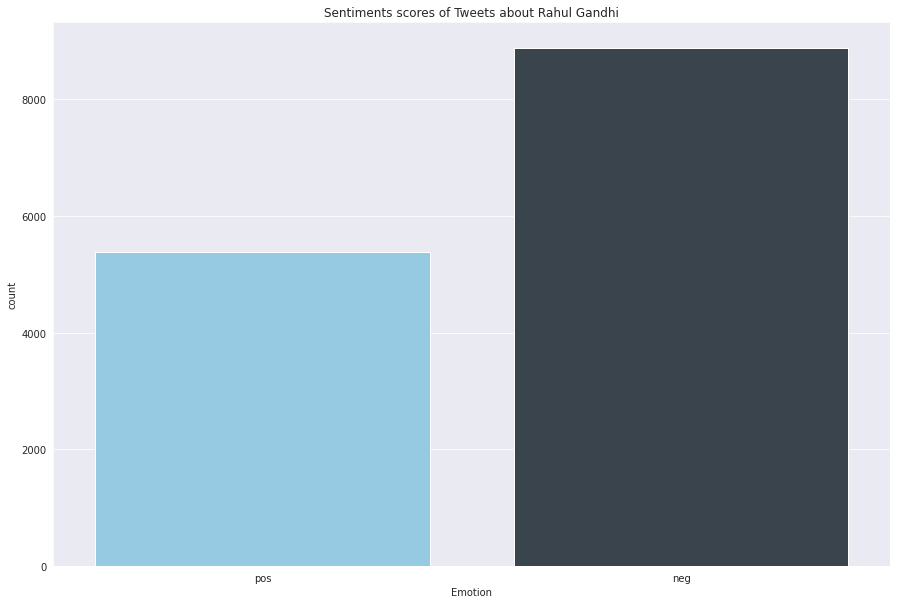 Sentiments scores of Tweets about Rahul Gandhi
8000
6000
4000
2000
0
count
pos
neg
Emotion